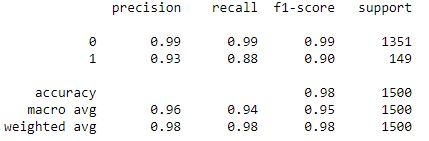 precision recall f1-score support
0 0.99 0.99 0.99 1351
1 0.93 0.88 0.90 149
accuracy 0.98 1500
macro avg 0.96 0.94 0.95 1500
weighted avg 0.98 0.98 0.98 1500